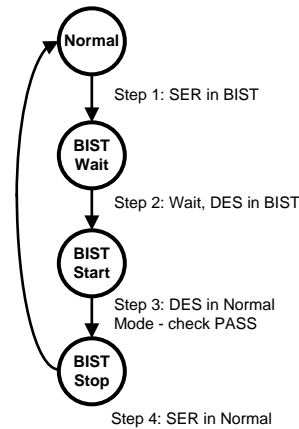 Normal
Step 1: SER in BIST
BIST
Wait
Step 2: Wait, DES in BIST
BIST
Start
Step 3: DES in Normal
Mode - check PASS
BIST
Stop
Step 4: SER in Normal